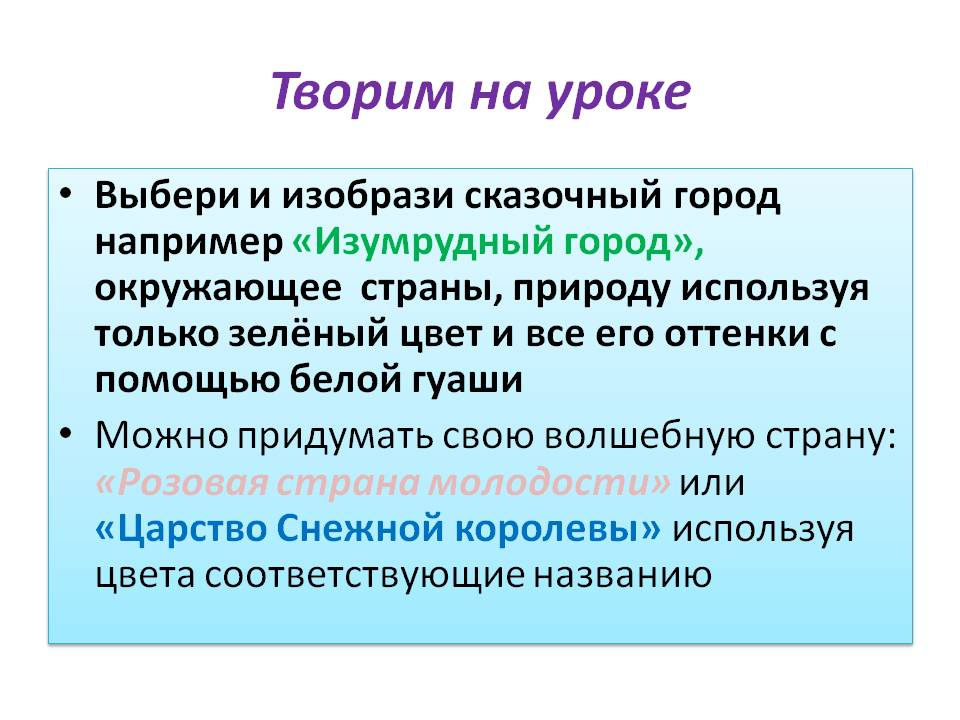 Творим на уроке
• Выбери и изобрази сказочный город
например «Изумрудный город»,
окружающее страны, природу используя
только зелёный цвет и все его оттенки с
помощью белой гуаши
• Можно придумать свою волшебную страну:
«Розовая страна молодости» или
«Царство Снежной королевы» используя
цвета соответствующие названию